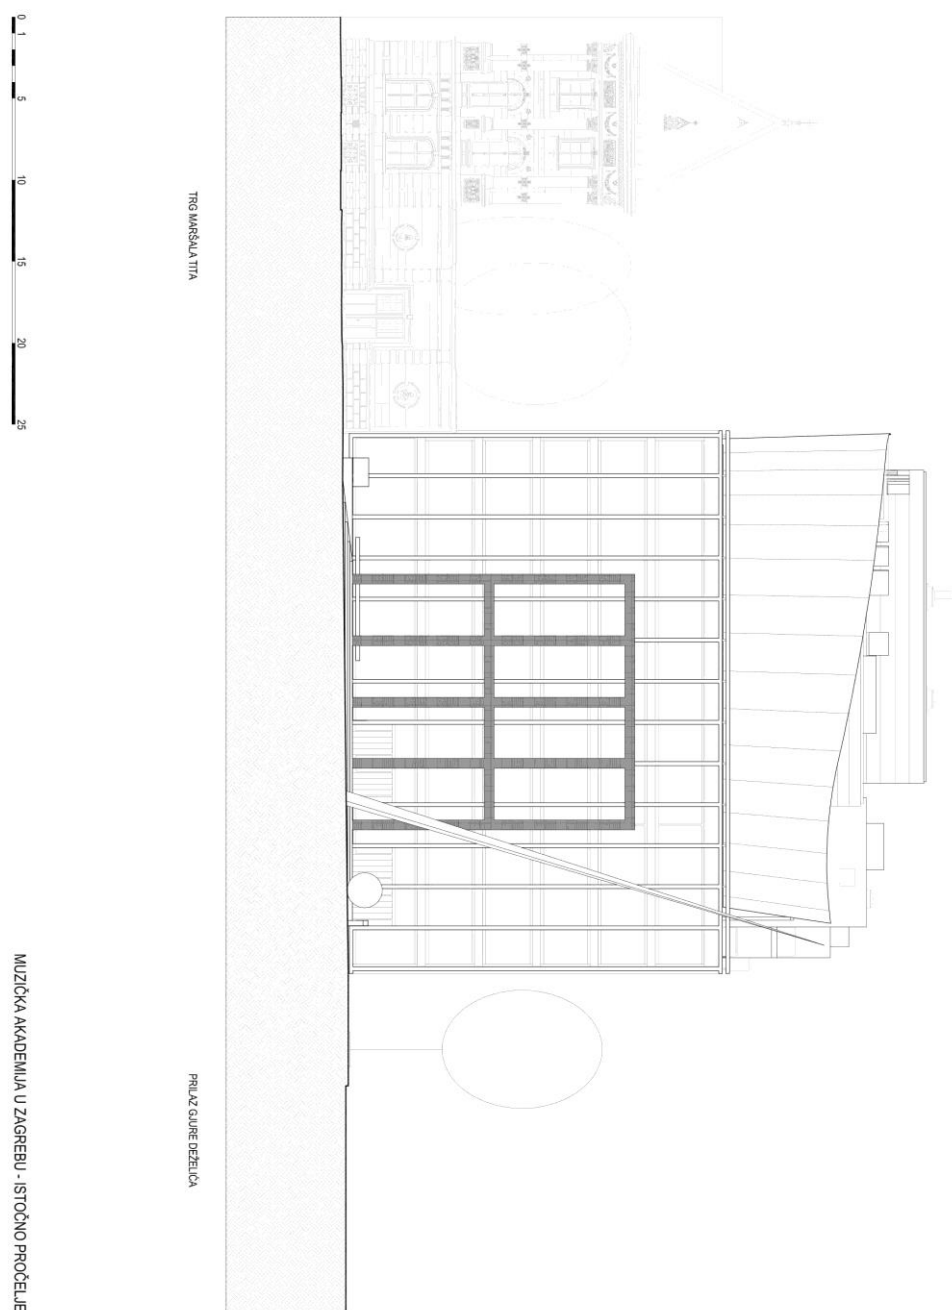 0 1 5 10 15 20 25
TRG MARŠALA TITA
PRILAZ GJURE DEŽELIĆA
MUZIČKA AKADEMIJA U ZAGREBU - ISTOČNO PROČELJE